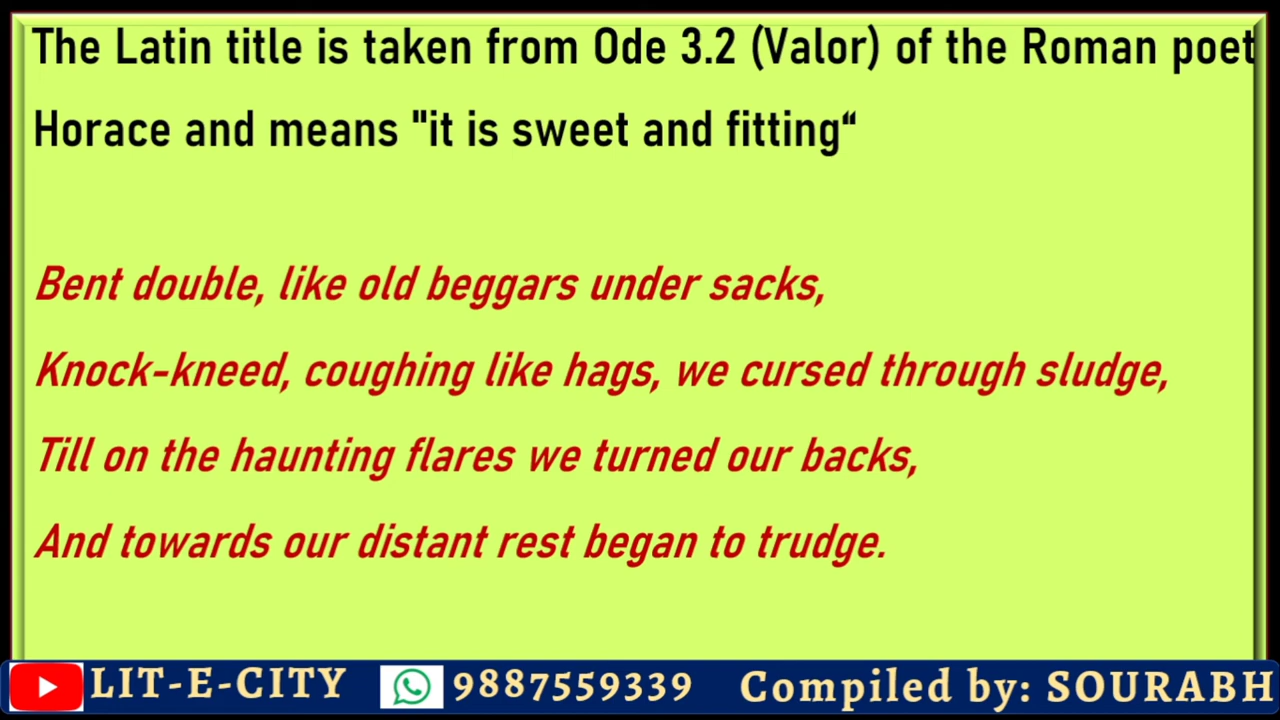 The Latin title is taken from Ode 3.2 (Valor) of the Roman poet
Horace and means "it is sweet and fitting“
Bent double, like old beggars under sacks,
Knock-kneed, coughing like hags, we cursed through sludge,
Till on the haunting flares we turned our backs,
And towards our distant rest began to trudge.
LIT-E-CITY 9887559339 Compiled by: SOURABH